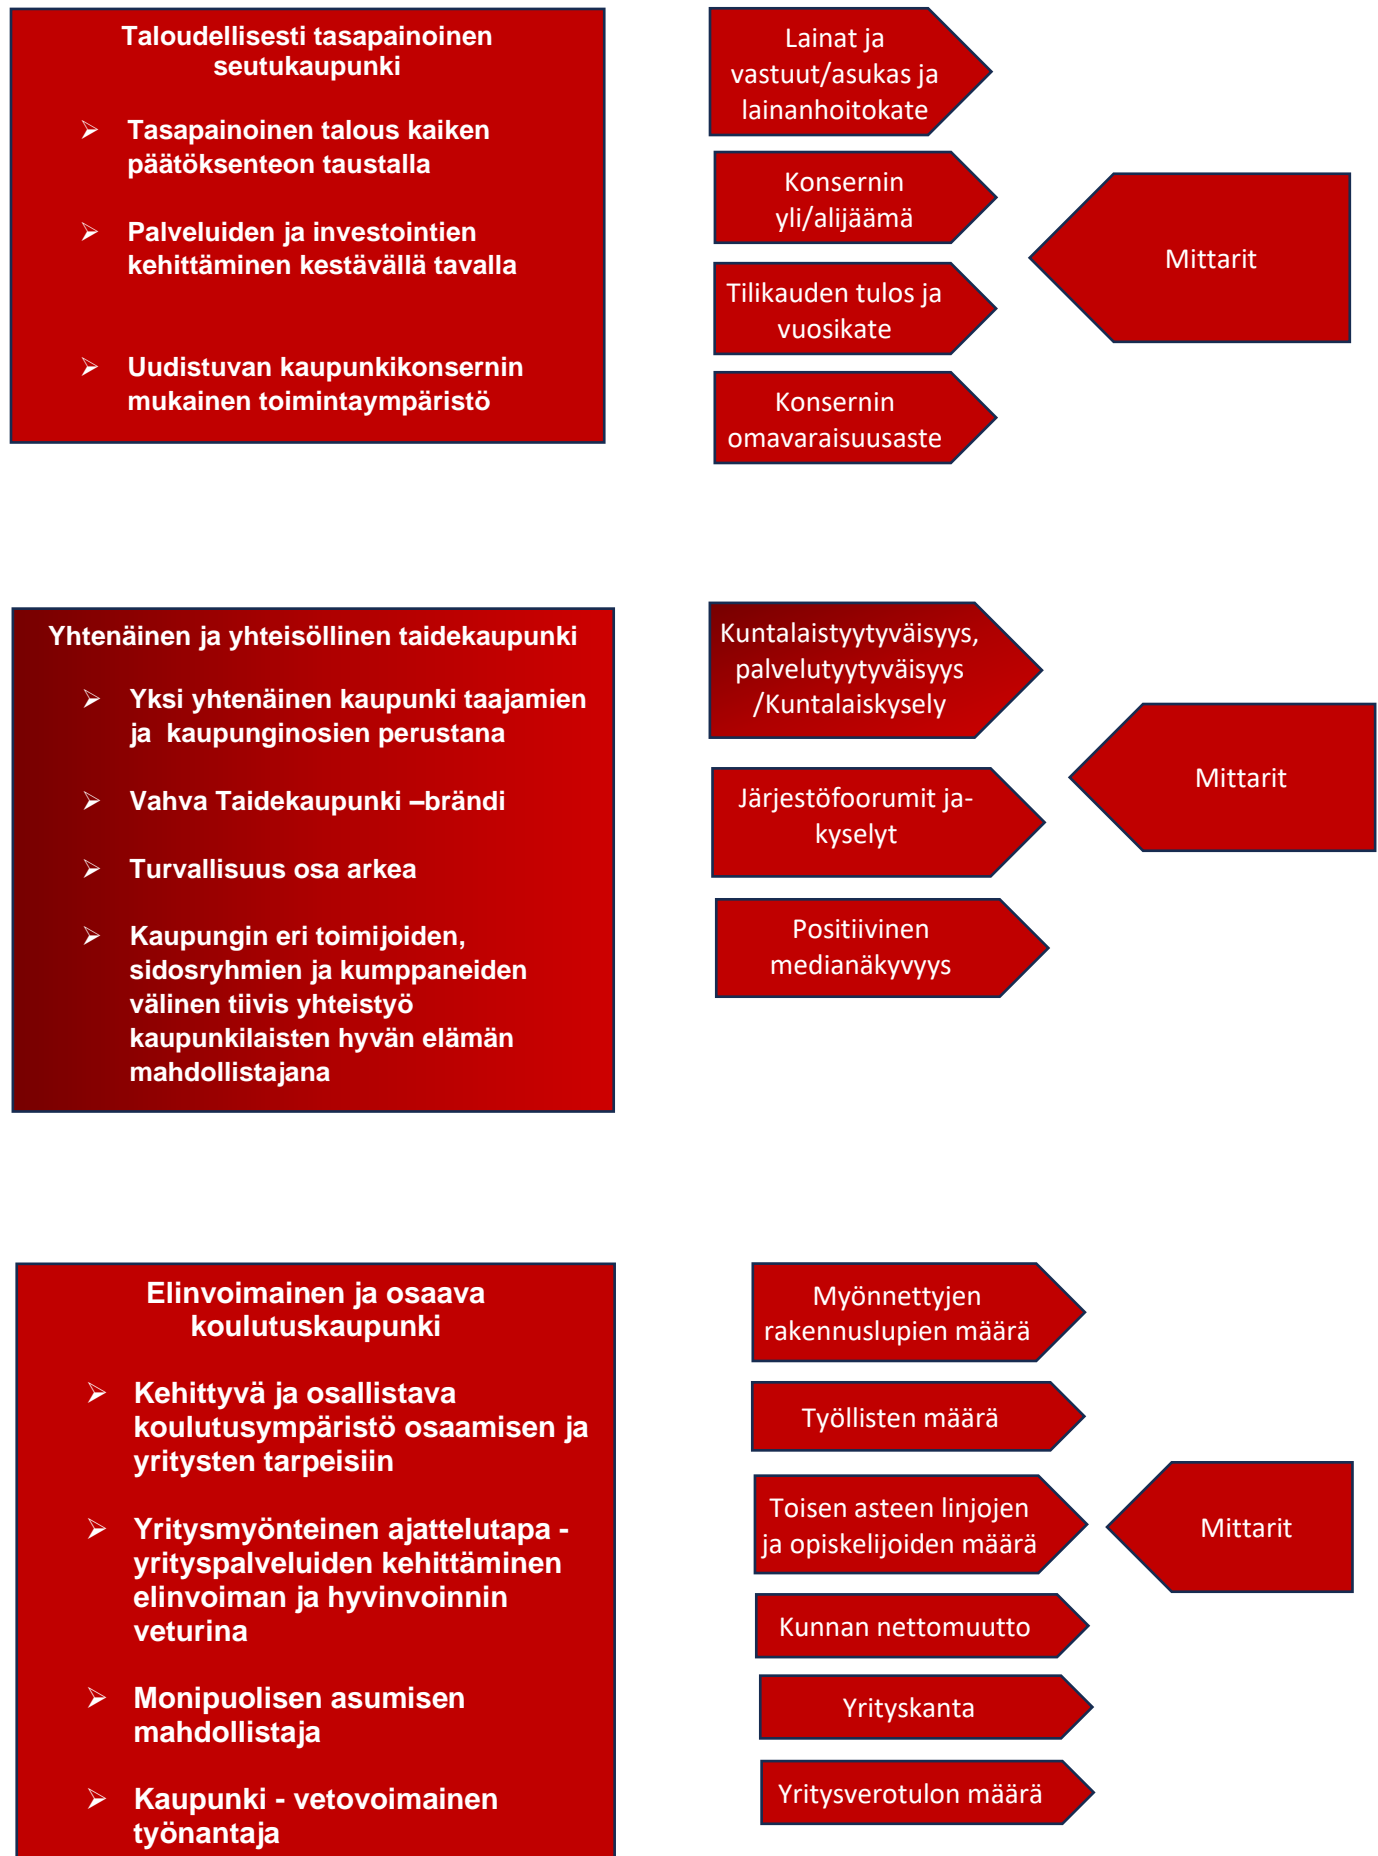 Taloudellisesti tasapainoinen
seutukaupunki
➢ Tasapainoinen talous kaiken
päätöksenteon taustalla
➢ Palveluiden ja investointien
kehittäminen kestävällä tavalla
➢ Uudistuvan kaupunkikonsernin
mukainen toimintaympäristö
Lainat ja
vastuut/asukas ja
lainanhoitokate
Konsernin
yli/alijäämä
Tilikauden tulos ja
vuosikate
Konsernin
omavaraisuusaste
Mittarit
Yhtenäinen ja yhteisöllinen taidekaupunki
➢ Yksi yhtenäinen kaupunki taajamien
ja kaupunginosien perustana
➢ Vahva Taidekaupunki –brändi
➢ Turvallisuus osa arkea
➢ Kaupungin eri toimijoiden,
sidosryhmien ja kumppaneiden
välinen tiivis yhteistyö
kaupunkilaisten hyvän elämän
mahdollistajana
Kuntalaistyytyväisyys,
palvelutyytyväisyys
/Kuntalaiskysely
Järjestöfoorumit ja-
kyselyt
Positiivinen
medianäkyvyys
Mittarit
Elinvoimainen ja osaava
koulutuskaupunki
➢ Kehittyvä ja osallistava
koulutusympäristö osaamisen ja
yritysten tarpeisiin
➢ Yritysmyönteinen ajattelutapa -
yrityspalveluiden kehittäminen
elinvoiman ja hyvinvoinnin
veturina
➢ Monipuolisen asumisen
mahdollistaja
➢ Kaupunki - vetovoimainen
työnantaja
Myönnettyjen
rakennuslupien määrä
Työllisten määrä
Toisen asteen linjojen
ja opiskelijoiden määrä
Kunnan nettomuutto
Yrityskanta
Yritysverotulon määrä
Mittarit